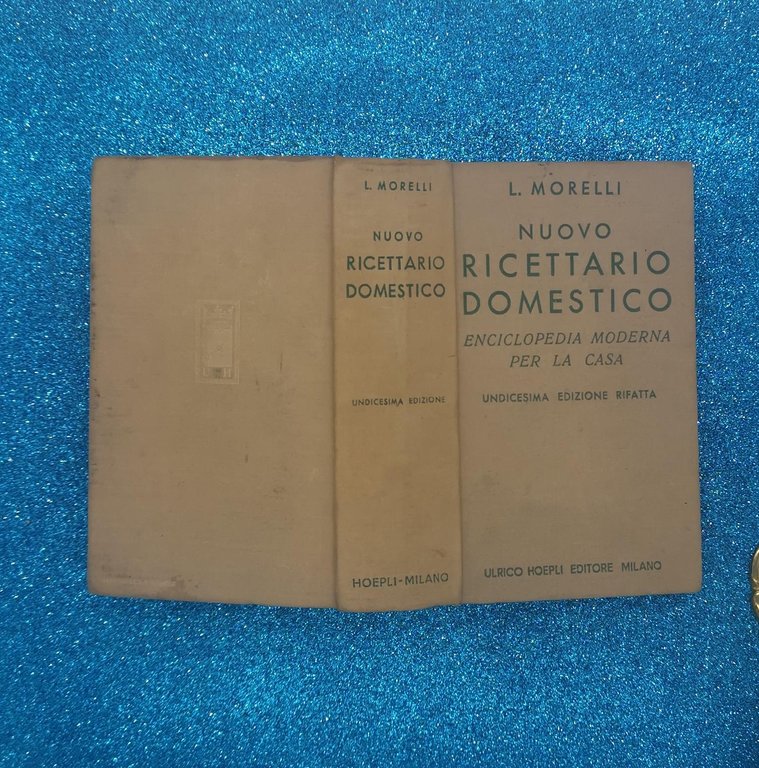 L. MORELLI
NUOVO
RICETTARIO
DOMESTICO
UNDICESIMA EDIZIONE
HOEPLI-MILANO
L. MORELLI
NUOVO
RICETTARIO
DOMESTICO
ENCICLOPEDIA MODERNA
PER LA CASA
UNDICESIMA EDIZIONE RIFATTA
ULRICO HOEPLI EDITORE MILANO